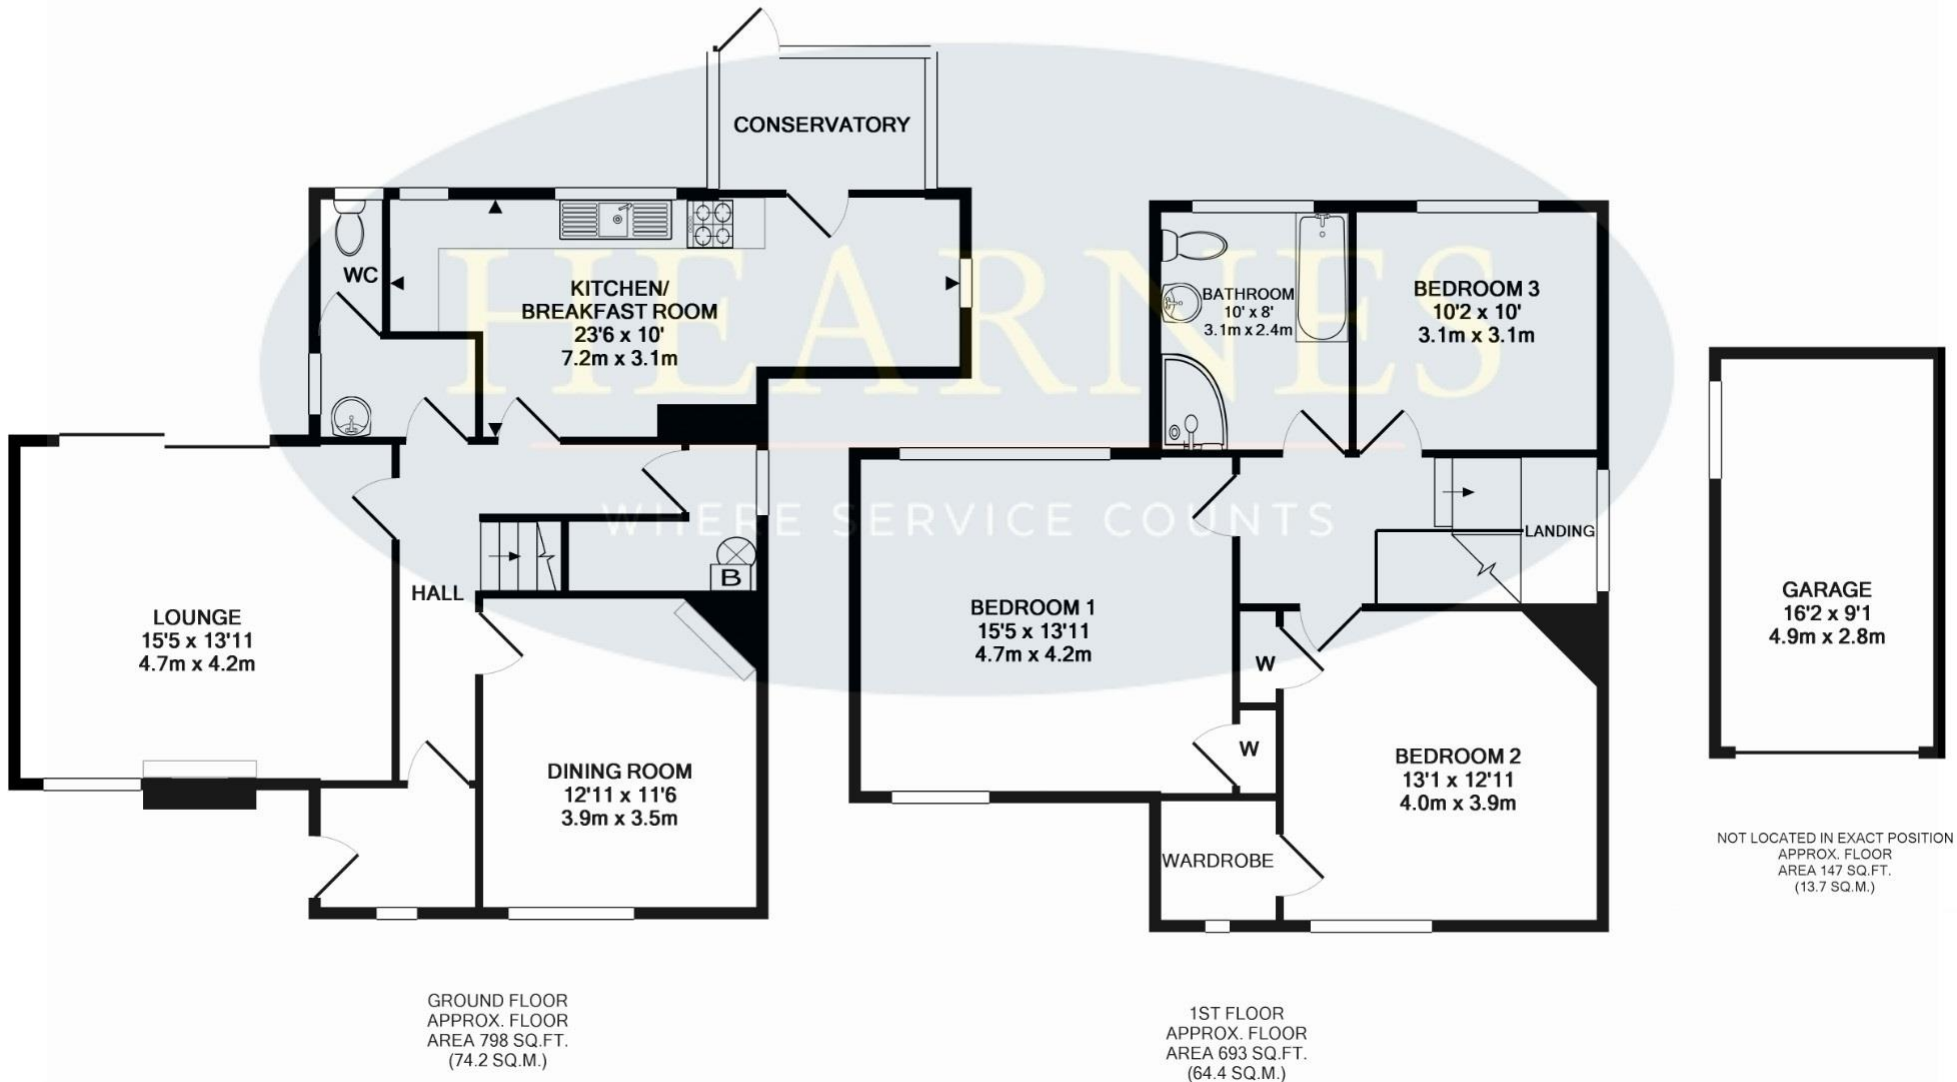 CONSERVATORY
WC
KITCHEN/
BREAKFAST ROOM
23'6 x 10'
7.2m x 3.1m
B
HALL
LOUNGE
15'5 x 13'11
4.7m x 4.2m
DINING ROOM
12'11 x 11'6
3.9m x 3.5m
GROUND FLOOR
APPROX. FLOOR
AREA 798 SQ.FT.
(74.2 SQ.M.)
HEARNES
WHERE SERVICE COUNTS
BATHROOM
10' x 8'
3.1m x 2.4m
BEDROOM 3
10'2 x 10'
3.1m x 3.1m
LANDING
BEDROOM 1
15'5 x 13'11
4.7m x 4.2m
W
W
BEDROOM 2
13'1 x 12'11
4.0m x 3.9m
WARDROBE
1ST FLOOR
APPROX. FLOOR
AREA 693 SQ.FT.
(64.4 SQ.M.)
GARAGE
16'2 x 9'1
4.9m x 2.8m
NOT LOCATED IN EXACT POSITION
APPROX. FLOOR
AREA 147 SQ.FT.
(13.7 SQ.M.)